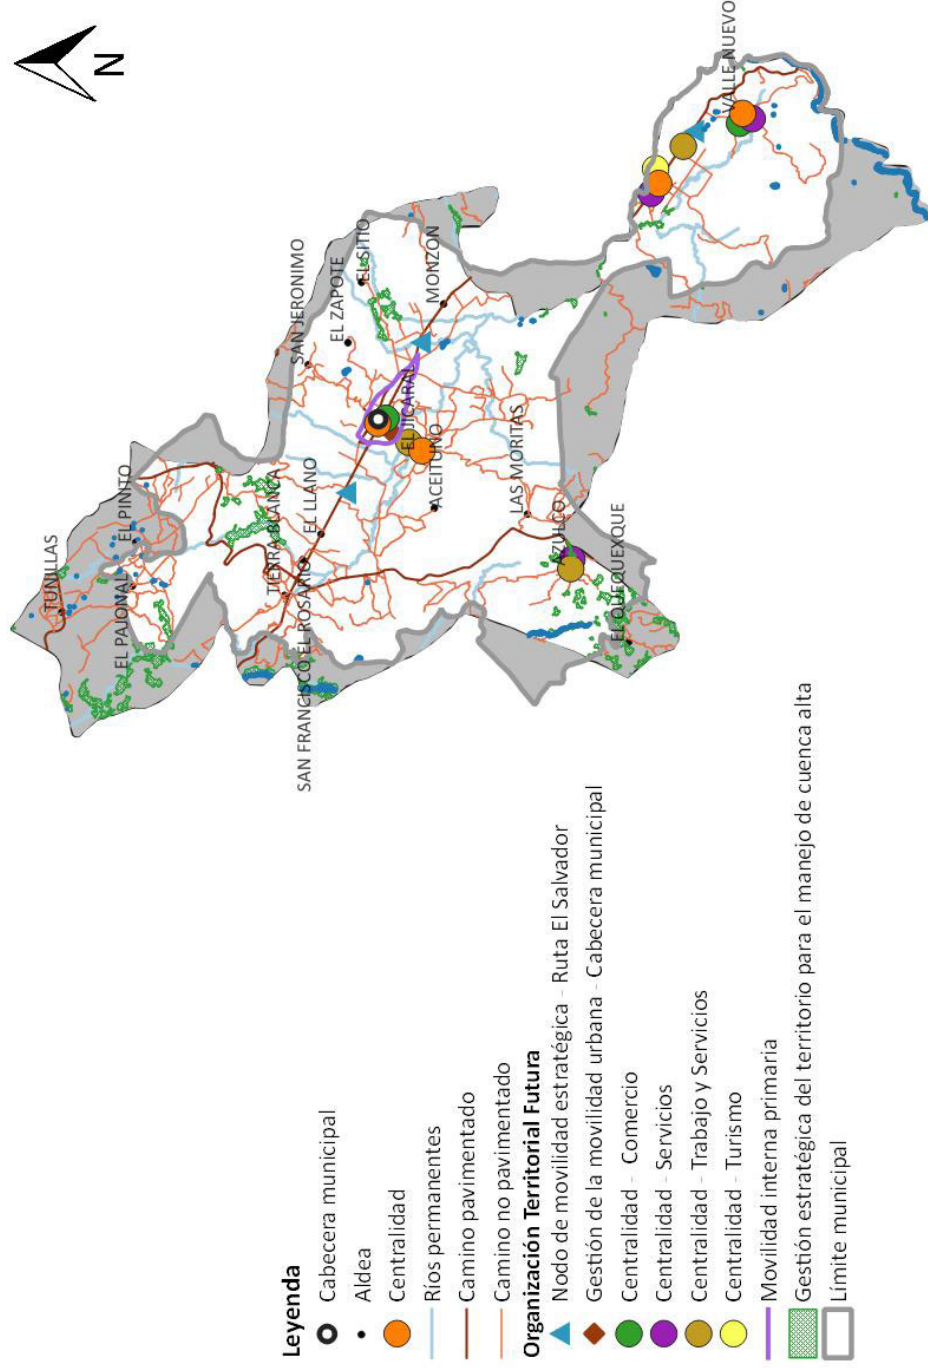 Leyenda
Cabecera municipal
Aldea
Centralidad
Ríos permanentes
Camino pavimentado
Camino no pavimentado
Organización Territorial Futura
Nodo de movilidad estratégica - Ruta El Salvador
Gestión de la movilidad urbana - Cabecera municipal
Centralidad - Comercio
Centralidad - Servicios
Centralidad - Trabajo y Servicios
Centralidad - Turismo
Movilidad interna primaria
Gestión estratégica del territorio para el manejo de cuenca alta
Límite municipal
N
TUNILLAS
EL PAJONAL
EL PINITO
TIERRA BLANCA
SAN FRANCISCO EL ROSARIO
EL LLANO
SAN JERONIMO
EL ZAPOTE
EL SITIO
EL JICARAL
MONZON
ACEITUNO
LAS MORITAS
AZULCO
EL QUEQUEXQUE
VALLE NUEVO